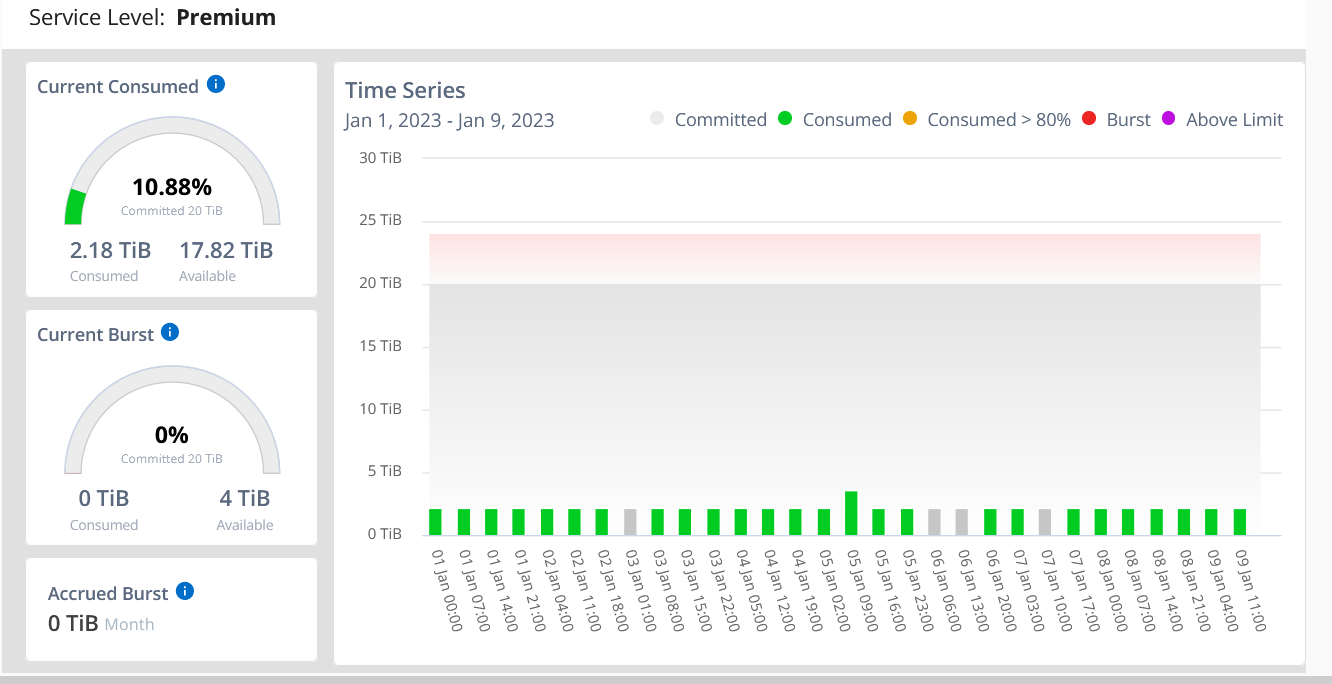 Service Level: Premium
Current Consumed
10.88%
Committed 20 TiB
2.18 TiB 17.82 TiB
Consumed Available
Current Burst
0%
Committed 20 TiB
0 TiB 4 TiB
Consumed Available
Accrued Burst
0 TiB Month
Time Series
Jan 1, 2023 - Jan 9, 2023
Committed Consumed Consumed > 80% Burst Above Limit
30 TiB
25 TiB
20 TiB
15 TiB
10 TiB
5 TiB
0 TiB
01 Jan 00:00
01 Jan 07:00
01 Jan 14:00
01 Jan 21:00
02 Jan 04:00
02 Jan 11:00
02 Jan 18:00
03 Jan 01:00
03 Jan 08:00
03 Jan 15:00
03 Jan 22:00
04 Jan 05:00
04 Jan 12:00
04 Jan 19:00
05 Jan 02:00
05 Jan 09:00
05 Jan 16:00
05 Jan 23:00
06 Jan 06:00
06 Jan 13:00
06 Jan 20:00
07 Jan 03:00
07 Jan 10:00
07 Jan 17:00
08 Jan 00:00
08 Jan 07:00
08 Jan 14:00
08 Jan 21:00
09 Jan 04:00
09 Jan 11:00